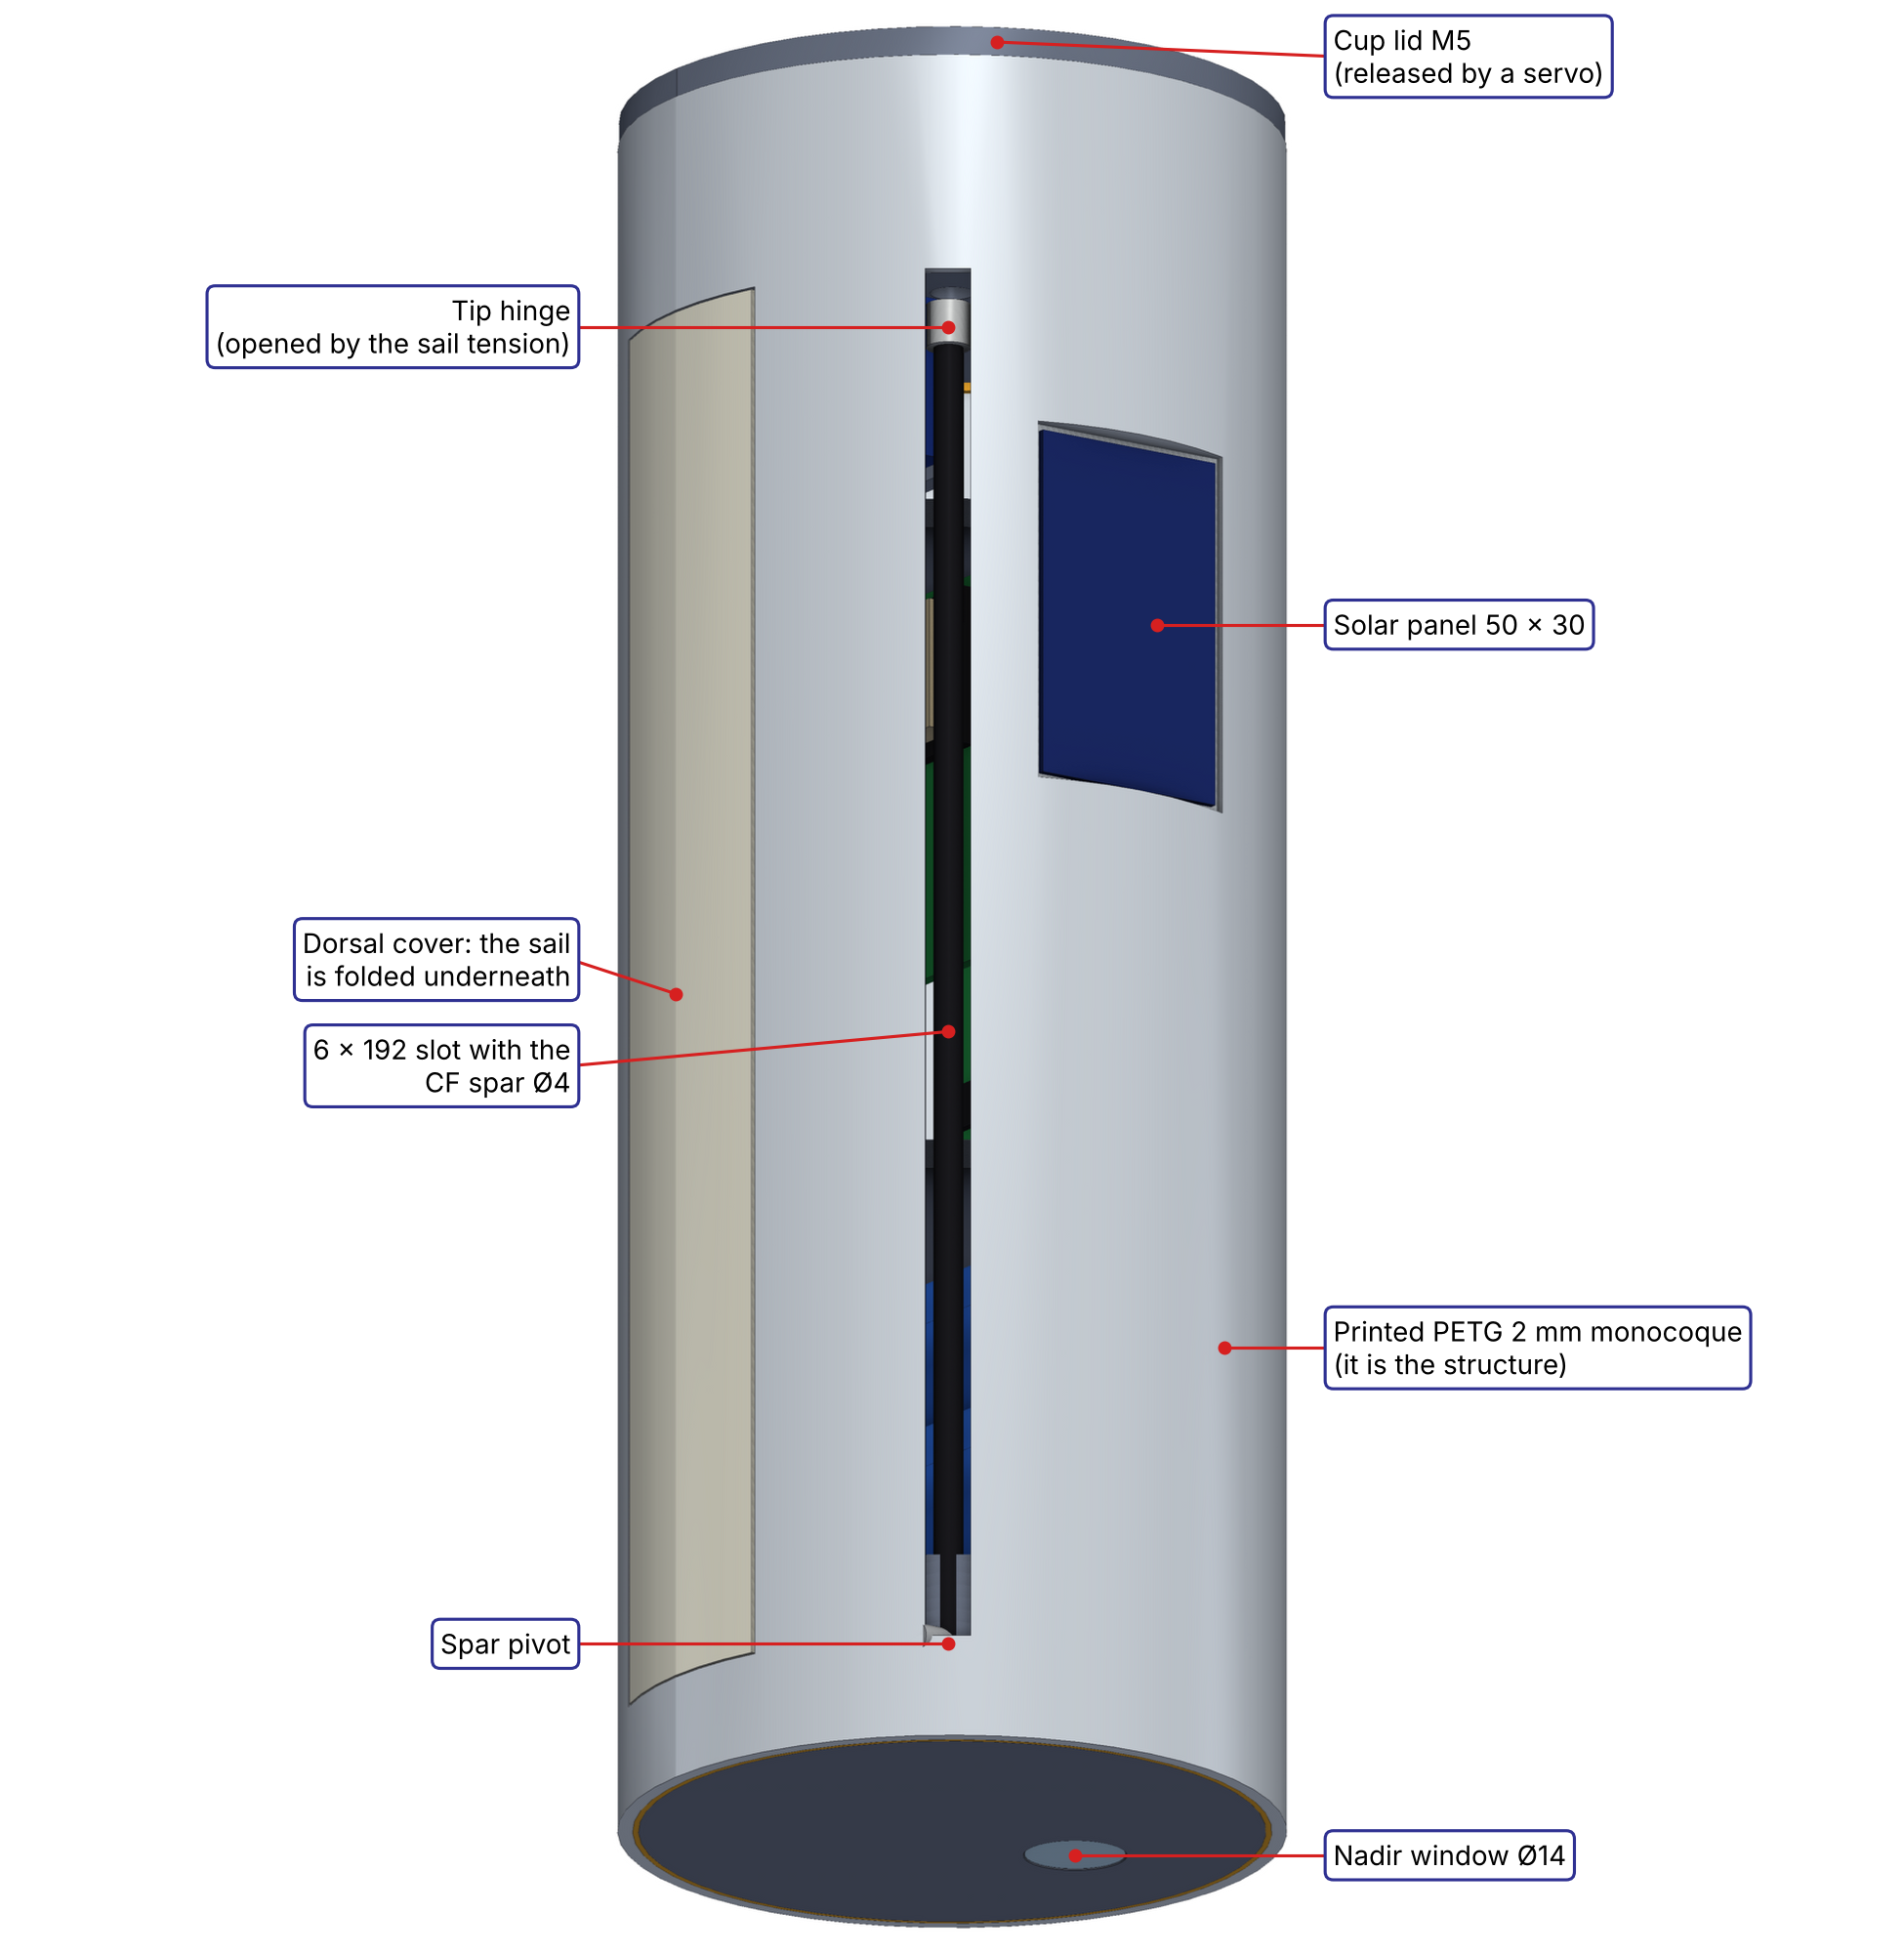 Cup lid M5
(released by a servo)
Tip hinge
(opened by the sail tension)
Solar panel 50 × 30
Dorsal cover: the sail
is folded underneath
6 × 192 slot with the
CF spar Ø4
Printed PETG 2 mm monocoque
(it is the structure)
Spar pivot
Nadir window Ø14